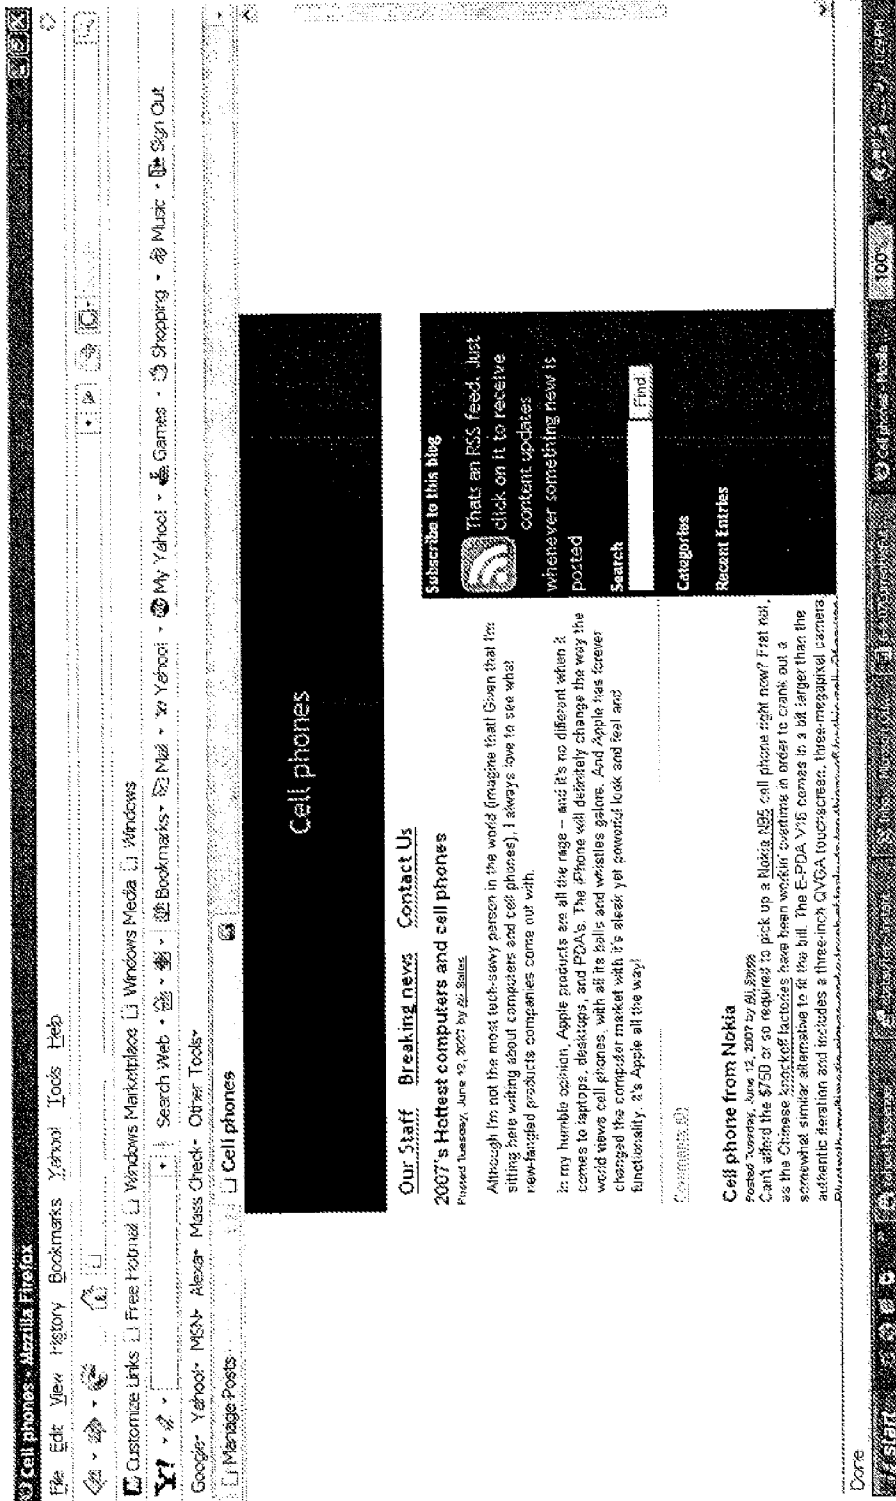 Cell phones - Mozilla Firefox
File Edit View History Bookmarks Yahoo! Tools Help
Customize Links Free Hotmail Windows Marketplace Windows Media Windows
Y! Search Web Bookmarks Mail Yahoo! My Yahoo! Games Shopping Music Sign Out
Google Yahoo! MSN Alexa Mass Check Other Tools
Manage Posts Cell phones
Cell phones
Our Staff Breaking news Contact Us
2007's Hottest computers and cell phones
Posted Tuesday, June 12, 2007 by
Although I'm not the most tech-savvy person in the world (imagine that! Given that I'm
sitting here writing about computers and cell phones), I always love to see what
new-fangled products companies come out with.
In my humble opinion, Apple products are all the rage – and it's no different when it
comes to laptops, desktops, and PDA's. The iPhone will definitely change the way the
world views cell phones, with all its bells and whistles galore. And Apple has forever
changed the computer market with it's sleak yet powerful look and feel and
functionality. It's Apple all the way!
Comments
Cell phone from Nokia
Posted Tuesday, June 12, 2007 by
Can't afford the $750 or so required to pick up a Nokia N95 cell phone right now? Fret not,
as the Chinese knockoff factories have been workin' overtime in order to crank out a
somewhat similar alternative to fit the bill. The E-PDA comes in a bit larger than the
authentic iteration and includes a three-inch QVGA touchscreen, three-megapixel camera,
Subscribe to this blog
Thats an RSS feed. Just
click on it to receive
content updates
whenever something new is
posted
Search
Find
Categories
Recent Entries
Done
start
100%